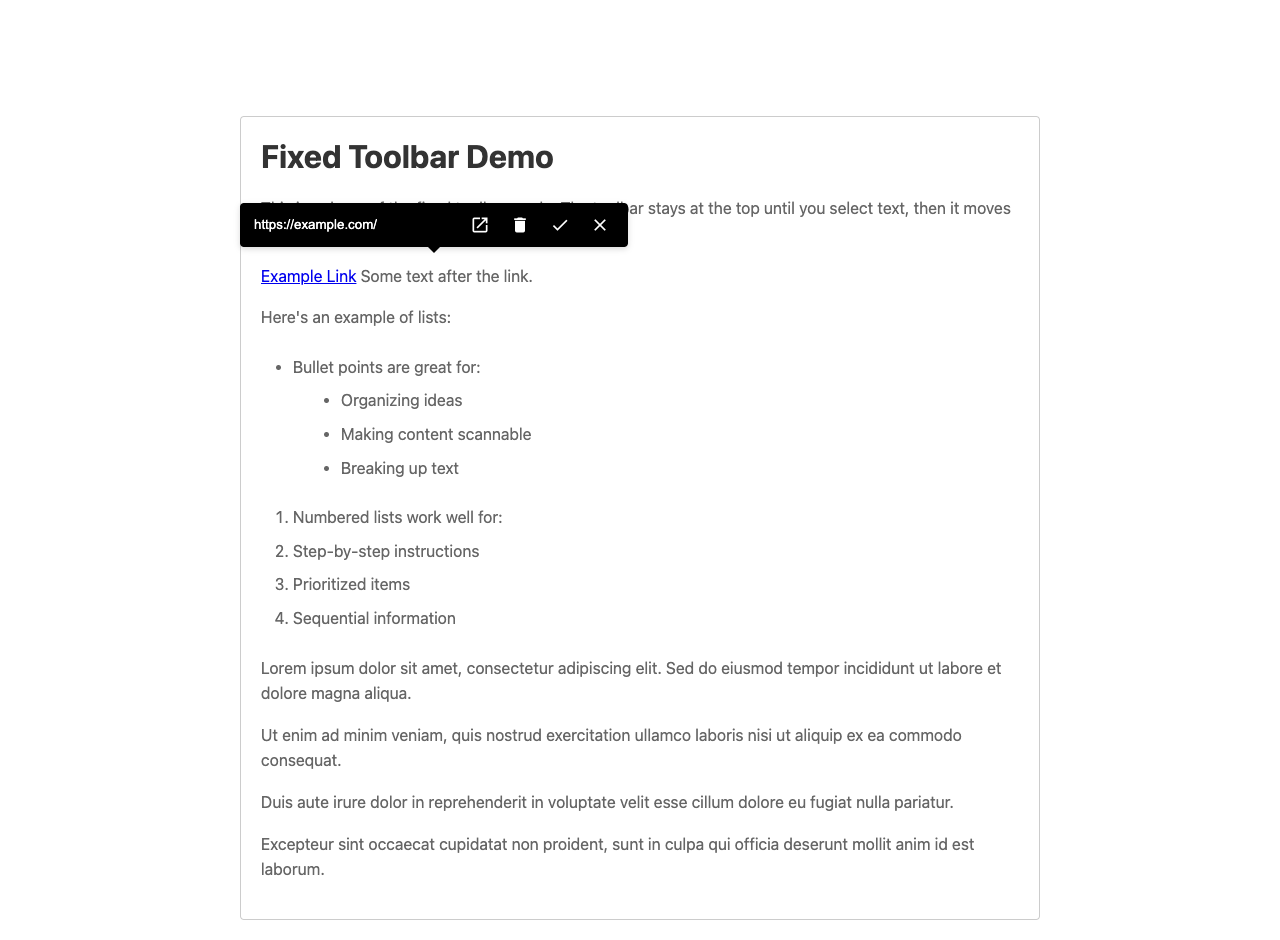 Fixed Toolbar Demo
bar stays at the top until you select text, then it moves
https://example.com/
Example Link Some text after the link.
Here's an example of lists:
• Bullet points are great for:
• Organizing ideas
• Making content scannable
• Breaking up text
1. Numbered lists work well for:
2. Step-by-step instructions
3. Prioritized items
4. Sequential information
Lorem ipsum dolor sit amet, consectetur adipiscing elit. Sed do eiusmod tempor incididunt ut labore et
dolore magna aliqua.
Ut enim ad minim veniam, quis nostrud exercitation ullamco laboris nisi ut aliquip ex ea commodo
consequat.
Duis aute irure dolor in reprehenderit in voluptate velit esse cillum dolore eu fugiat nulla pariatur.
Excepteur sint occaecat cupidatat non proident, sunt in culpa qui officia deserunt mollit anim id est
laborum.